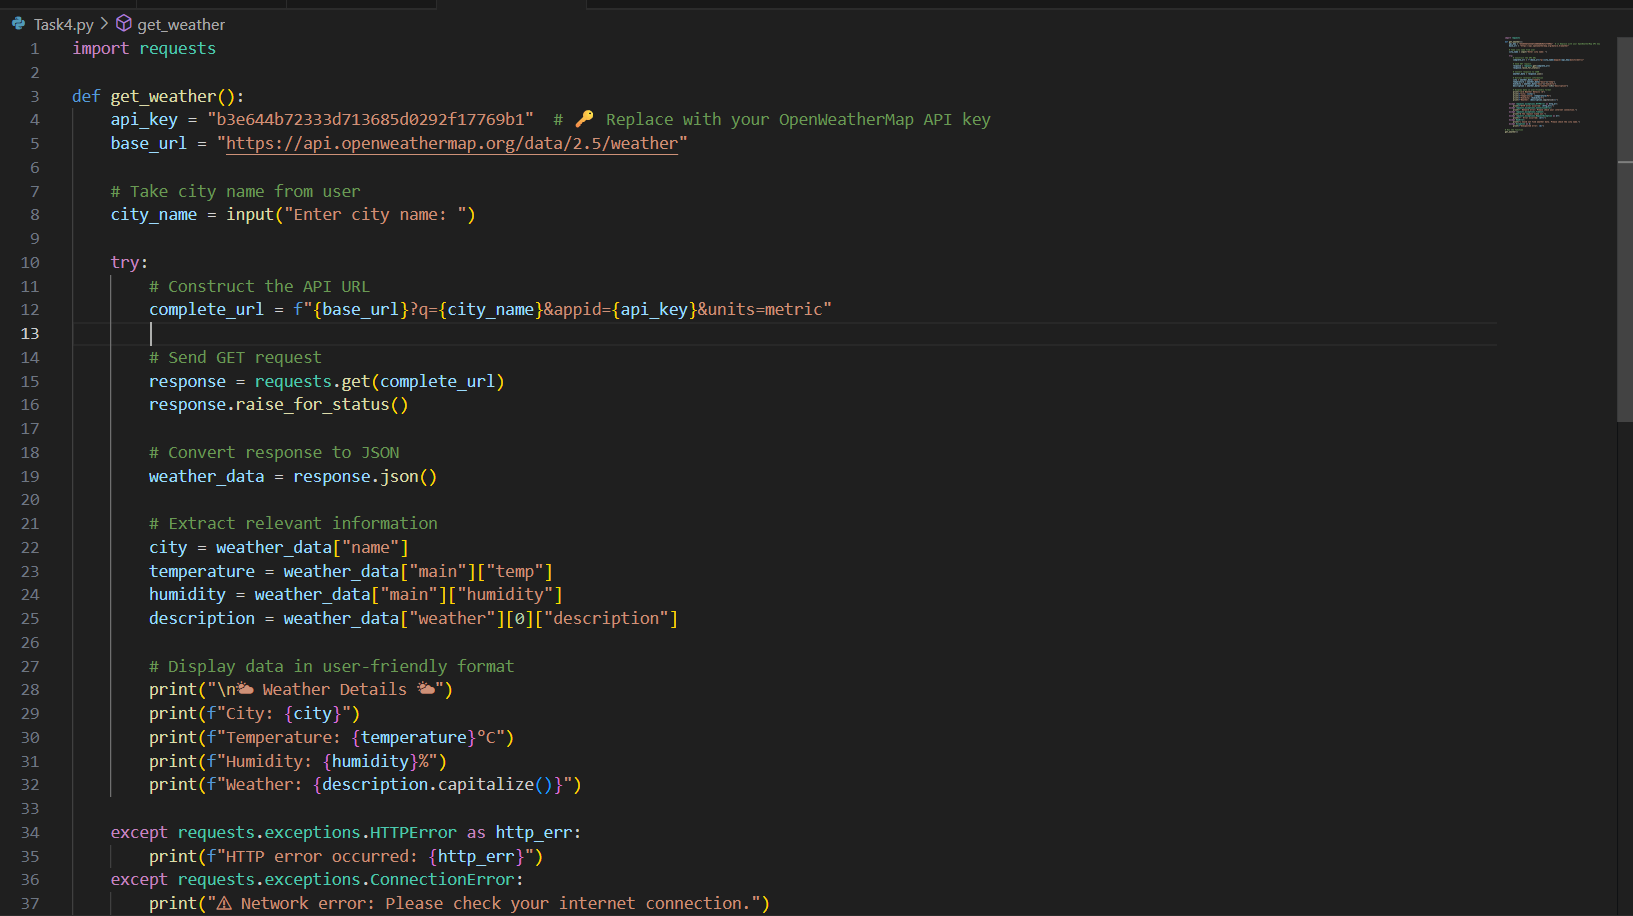 Task4.py > get_weather
1 import requests
2
3 def get_weather():
4     api_key = "b3e644b72333d713685d0292f17769b1"  # 🔑 Replace with your OpenWeatherMap API key
5     base_url = "https://api.openweathermap.org/data/2.5/weather"
6
7     # Take city name from user
8     city_name = input("Enter city name: ")
9
10     try:
11         # Construct the API URL
12         complete_url = f"{base_url}?q={city_name}&appid={api_key}&units=metric"
13
14         # Send GET request
15         response = requests.get(complete_url)
16         response.raise_for_status()
17
18         # Convert response to JSON
19         weather_data = response.json()
20
21         # Extract relevant information
22         city = weather_data["name"]
23         temperature = weather_data["main"]["temp"]
24         humidity = weather_data["main"]["humidity"]
25         description = weather_data["weather"][0]["description"]
26
27         # Display data in user-friendly format
28         print("\n🌥 Weather Details 🌥")
29         print(f"City: {city}")
30         print(f"Temperature: {temperature}°C")
31         print(f"Humidity: {humidity}%")
32         print(f"Weather: {description.capitalize()}")
33
34     except requests.exceptions.HTTPError as http_err:
35         print(f"HTTP error occurred: {http_err}")
36     except requests.exceptions.ConnectionError:
37         print("⚠ Network error: Please check your internet connection.")